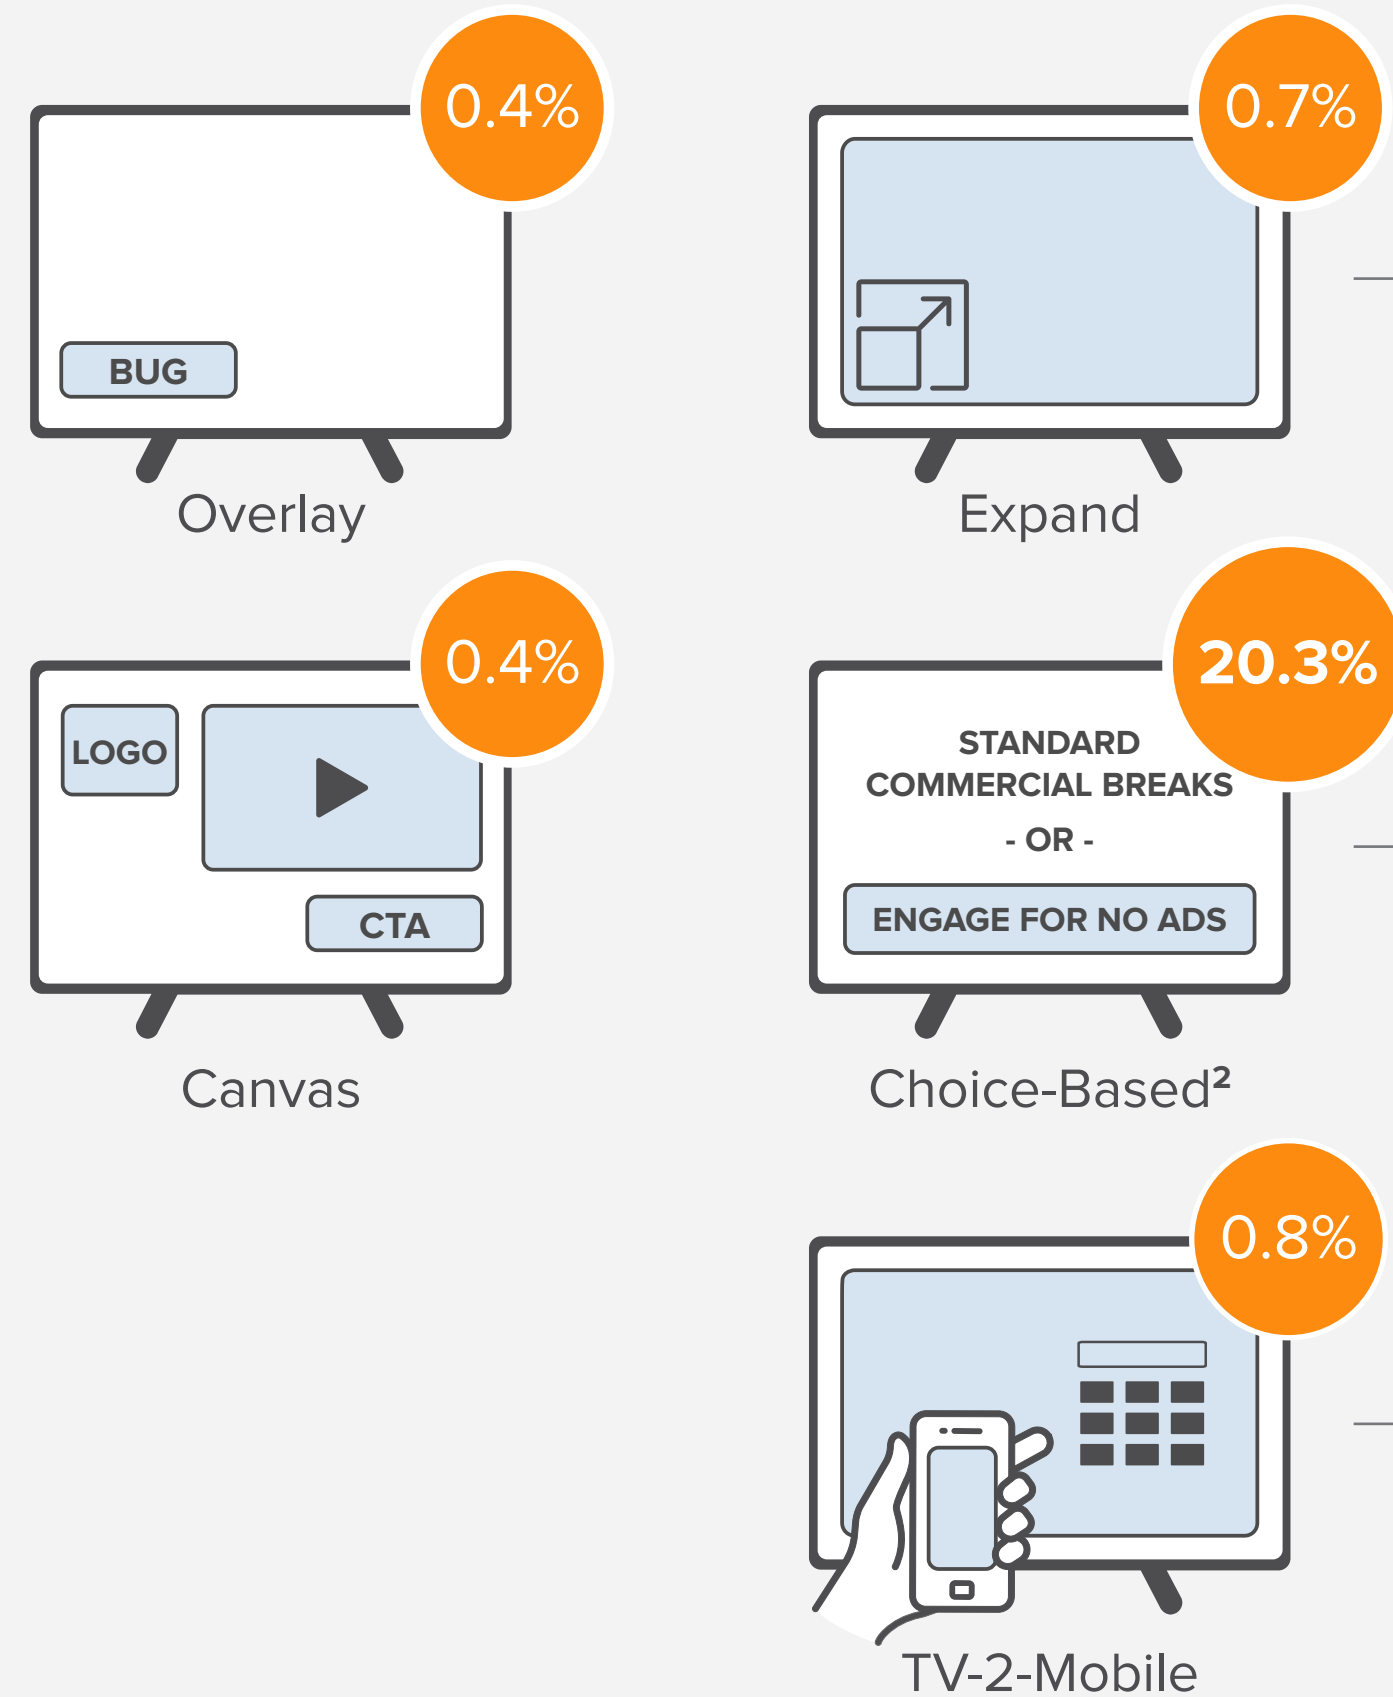 0.4%
BUG
Overlay
0.7%
Expand
0.4%
LOGO
CTA
Canvas
20.3%
STANDARD
COMMERCIAL BREAKS
- OR -
ENGAGE FOR NO ADS
Choice-Based²
0.8%
TV-2-Mobile